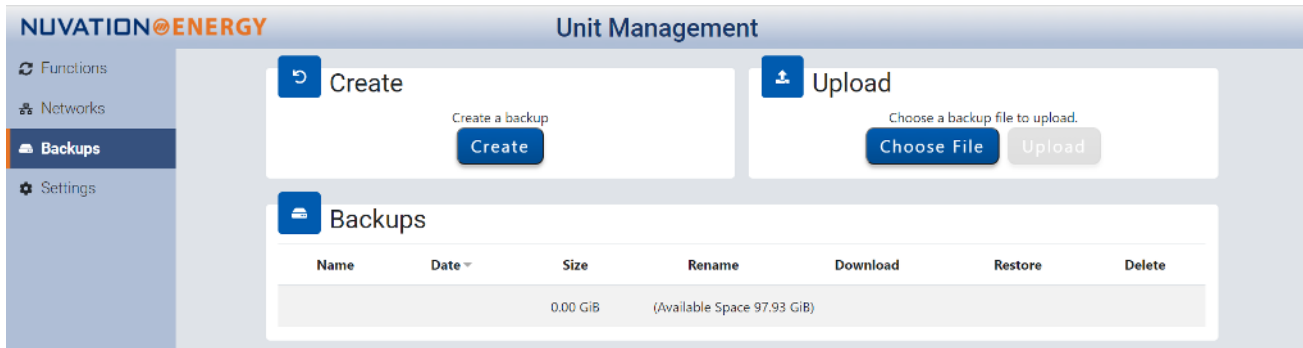 NUVATION ENERGY
Unit Management
Functions
Networks
Backups
Settings
Create
Create a backup
Create
Upload
Choose a backup file to upload.
Choose File Upload
Backups
Name Date Size Rename Download Restore Delete
0.00 GiB (Available Space 97.93 GiB)